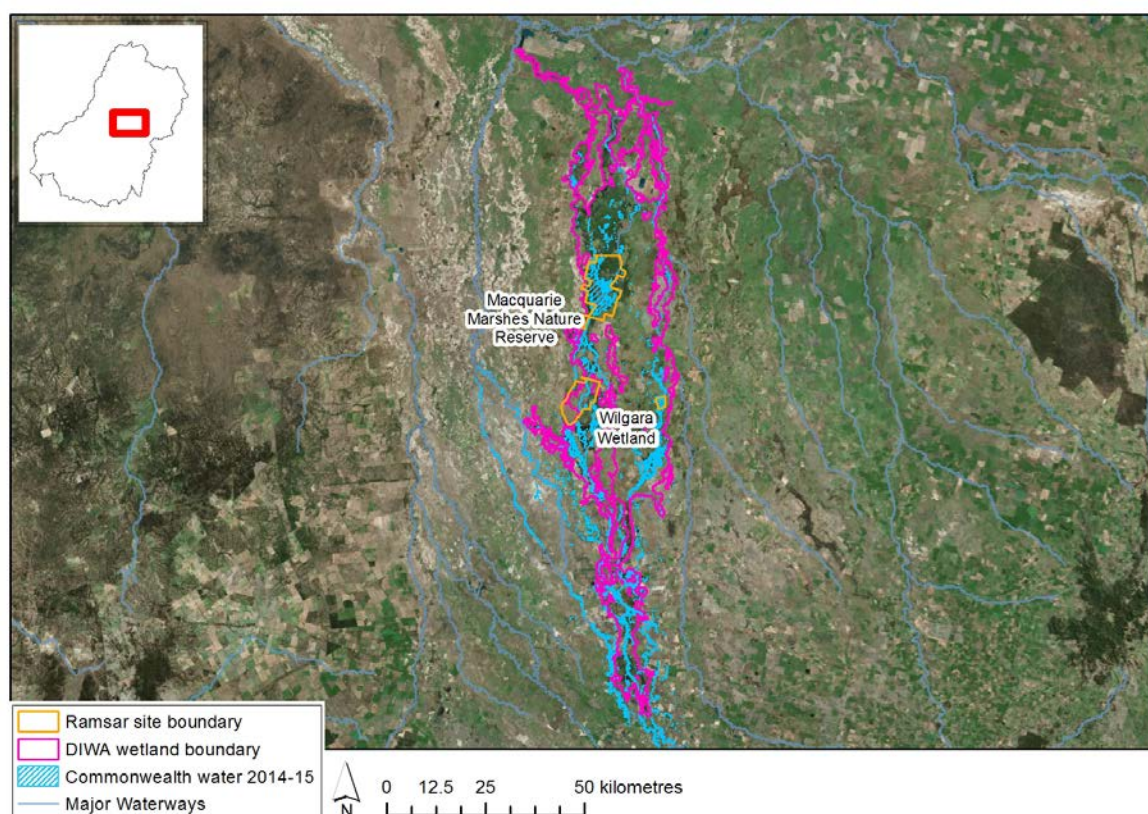 Macquarie
Marshes Nature
Reserve
Wilgara
Wetland
Ramsar site boundary
DIWA wetland boundary
Commonwealth water 2014-15
Major Waterways
N
0 12.5 25 50 kilometres